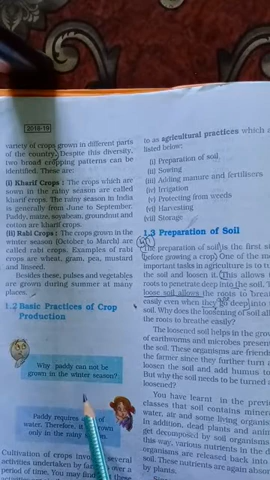 2018-19
variety of crops grown in different parts
of the country. Despite this diversity,
two broad cropping patterns can be
identified. These are:
(i) Kharif Crops : The crops which are
sown in the rainy season are called
kharif crops. The rainy season in India
is generally from June to September.
Paddy, maize, soyabean, groundnut and
cotton are kharif crops.
(ii) Rabi Crops : The crops grown in the
winter season (October to March) are
called rabi crops. Examples of rabi
crops are wheat, gram, pea, mustard
and linseed.
Besides these, pulses and vegetables
are grown during summer at many
places.
1.2 Basic Practices of Crop
Production
Why paddy can not be
grown in the winter season?
Paddy requires of
water. Therefore, it is grown
only in the rainy season.
Cultivation of crops involves several
activities undertaken by farmers over a
period of time. You may find these
to as agricultural practices which a
listed below:
(i) Preparation of soil
(ii) Sowing
(iii) Adding manure and fertilisers
(iv) Irrigation
(v) Protecting from weeds
(vi) Harvesting
(vii) Storage
1.3 Preparation of Soil
The preparation of soil is the first s
before growing a crop. One of the m
important tasks in agriculture is to tu
the soil and loosen it. This allows t
roots to penetrate deep into the soil. T
loose soil allows the roots to brea
easily even when they go deep into
soil. Why does the loosening of soil all
the roots to breathe easily?
The loosened soil helps in the grow
of earthworms and microbes present
the soil. These organisms are friends
the farmer since they further turn a
loosen the soil and add humus to
But why the soil needs to be turned a
loosened?
You have learnt in the previ
classes that soil contains miner
water, air and some living organis
In addition, dead plants and anim
get decomposed by soil organisms
this way, various nutrients in the d
organisms are released back into
soil. These nutrients are again absor
by plants.